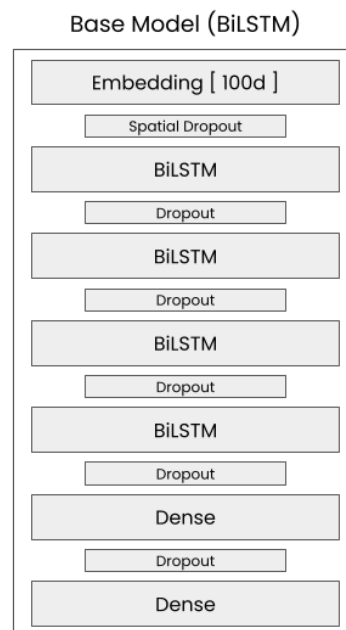 Base Model (BiLSTM)
Embedding [ 100d ]
Spatial Dropout
BiLSTM
Dropout
BiLSTM
Dropout
BiLSTM
Dropout
BiLSTM
Dropout
Dense
Dropout
Dense